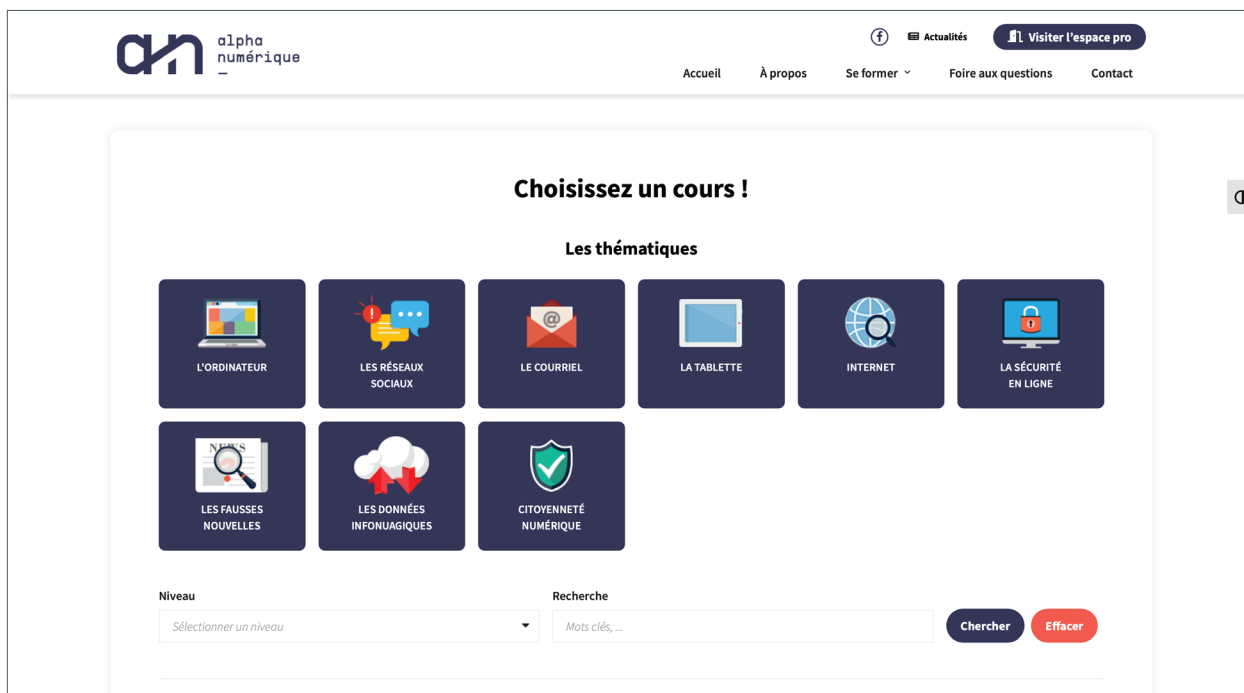 alpha
numérique
Actualités
Visiter l'espace pro
Accueil
À propos
Se former
Foire aux questions
Contact
Choisissez un cours !
Les thématiques
L'ORDINATEUR
LES RÉSEAUX
SOCIAUX
@
LE COURRIEL
LA TABLETTE
INTERNET
LA SÉCURITÉ
EN LIGNE
NEWS
LES FAUSSES
NOUVELLES
LES DONNÉES
INFONUAGIQUES
CITOYENNETÉ
NUMÉRIQUE
Niveau
Sélectionner un niveau
Recherche
Mots clés, ...
Chercher
Effacer